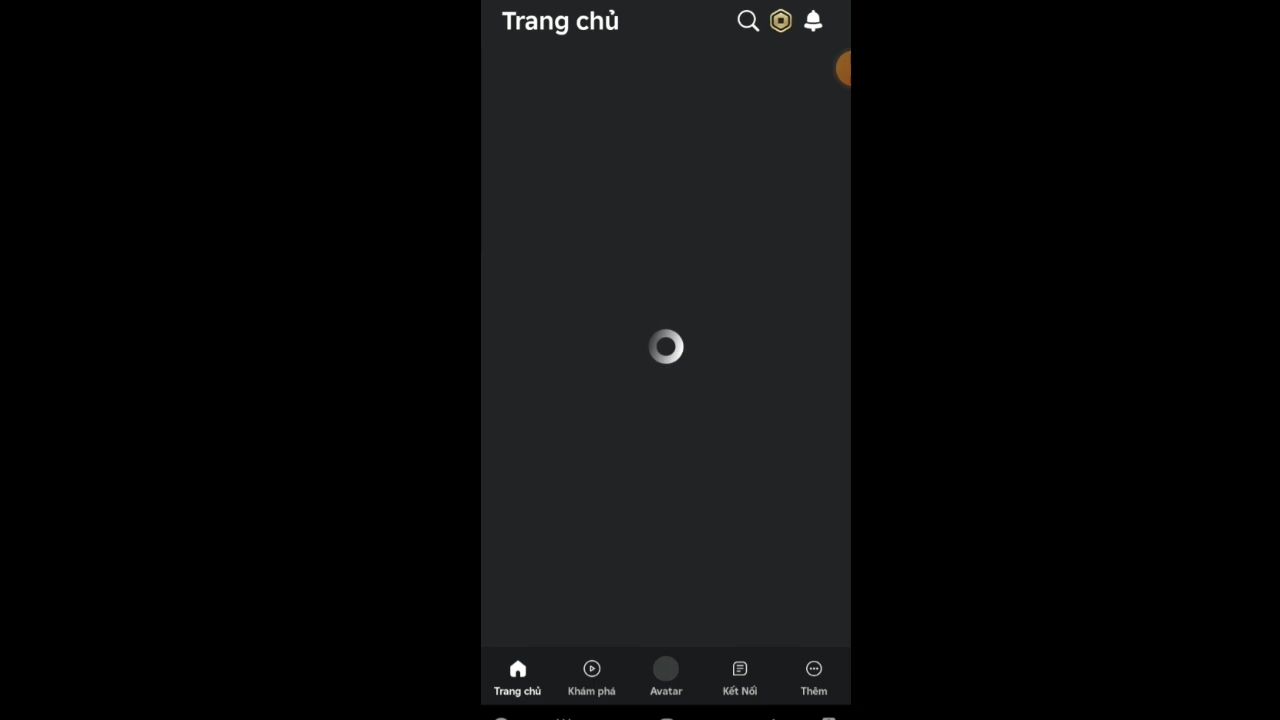 Trang chủ
Trang chủ
Khám phá
Avatar
Kết Nối
Thêm